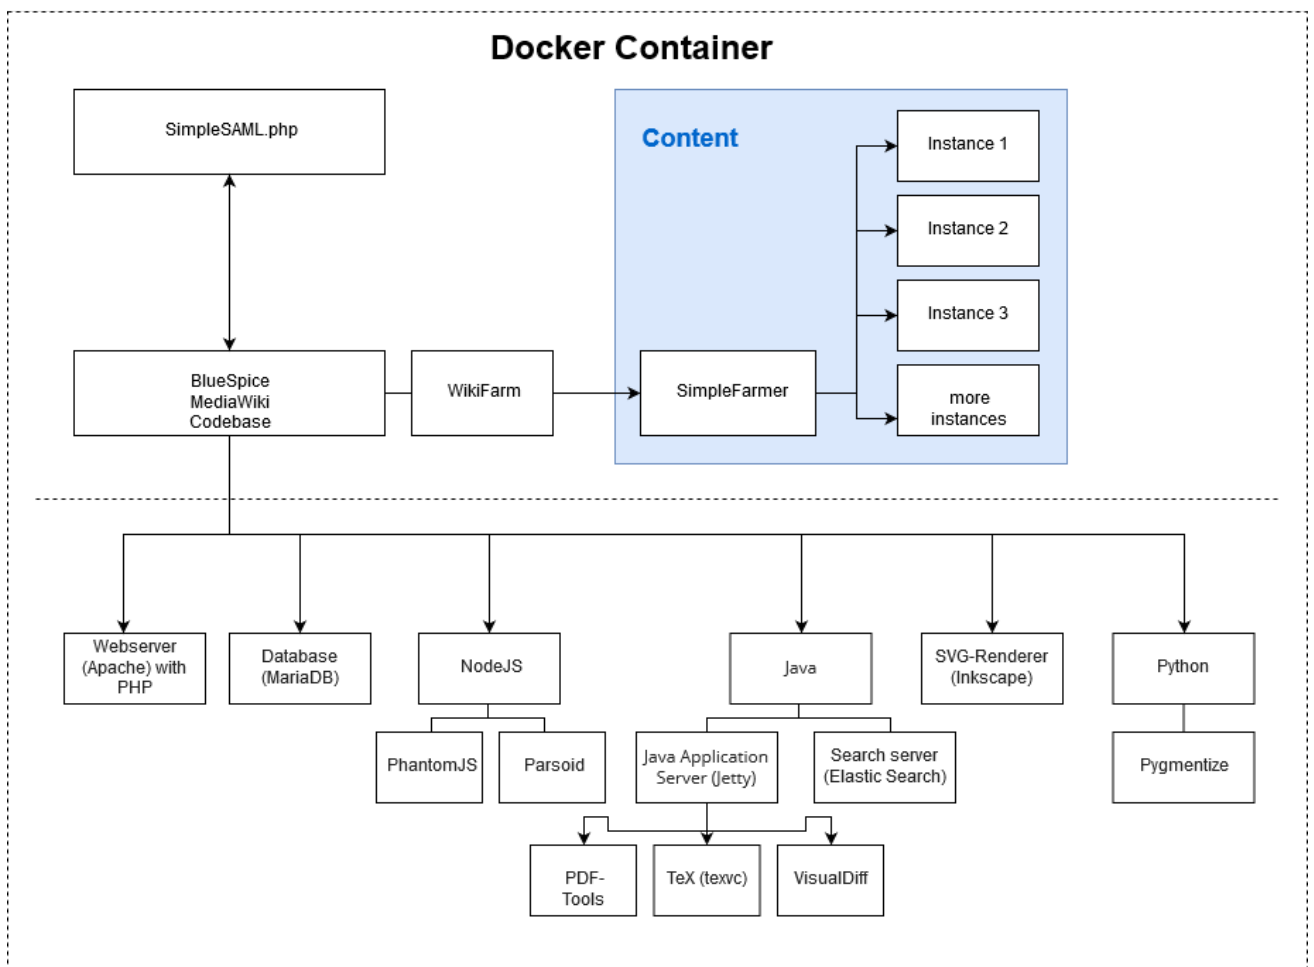 Docker Container
SimpleSAML.php
Content
Instance 1
Instance 2
Instance 3
more
instances
BlueSpice
MediaWiki
Codebase
WikiFarm
SimpleFarmer
Webserver
(Apache) with
PHP
Database
(MariaDB)
NodeJS
Java
SVG-Renderer
(Inkscape)
Python
PhantomJS
Parsoid
Java Application
Server (Jetty)
Search server
(Elastic Search)
Pygmentize
PDF-
Tools
TeX (texvc)
VisualDiff